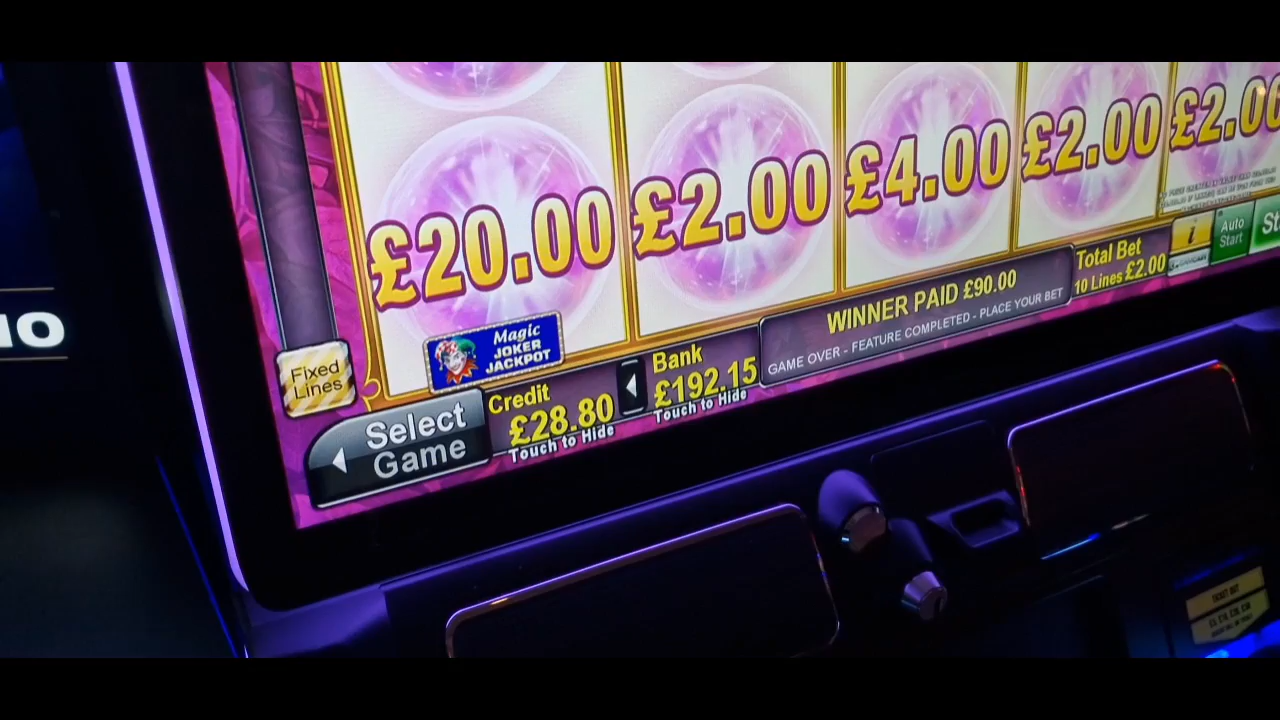 £20.00
£2.00
£4.00
£2.00
£2.00
IO
Fixed
Lines
Magic
JOKER
JACKPOT
Select
Game
Credit
£28.80
Touch to Hide
Bank
£192.15
Touch to Hide
WINNER PAID £90.00
GAME OVER - FEATURE COMPLETED - PLACE YOUR BET
Total Bet
10 Lines £2.00
i
Auto
Start
St